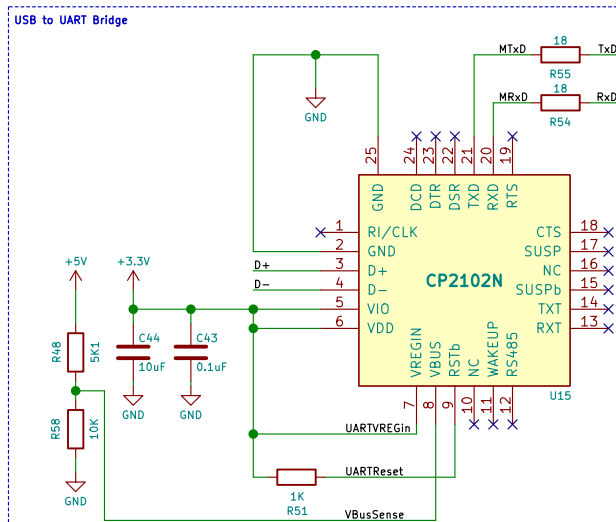 USB to UART Bridge
18
MTxD
TxD
R55
18
MRxD
RxD
R54
GND
25
24
23
22
21
20
19
GND
DCD
DTR
DSR
TXD
RXD
RTS
1
RI/CLK
2
GND
D+
3
D+
D-
4
D-
5
VIO
6
VDD
CP2102N
CTS
18
SUSP
17
NC
16
SUSPb
15
TXT
14
RXT
13
VREGIN
VBUS
RSTb
NC
WAKEUP
RS485
7
8
9
10
11
12
U15
+5V
+3.3V
R48
5K1
C44
10uF
C43
0.1uF
GND
GND
R58
10K
GND
UARTVREGin
UARTReset
1K
R51
VBusSense